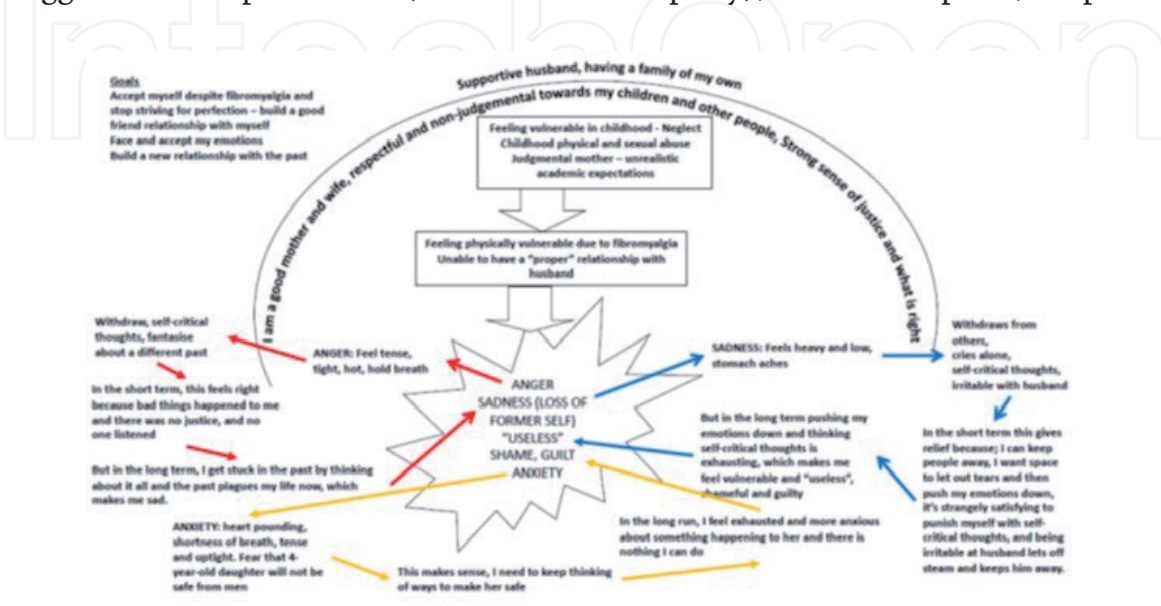 IntechOpen
Goals
Accept myself despite fibromyalgia and
stop striving for perfection – build a good
friend relationship with myself
Face and accept my emotions
Build a new relationship with the past
Supportive husband, having a family of my own
I am a good mother and wife, respectful and non-judgemental towards my children and other people, Strong sense of justice and what is right
Feeling vulnerable in childhood - Neglect
Childhood physical and sexual abuse
Judgmental mother – unrealistic
academic expectations
Feeling physically vulnerable due to fibromyalgia
Unable to have a "proper" relationship with
husband
Withdraw, self-critical
thoughts, fantasise
about a different past
ANGER: Feel tense,
tight, hot, hold breath
In the short term, this feels right
because bad things happened to me
and there was no justice, and no
one listened
But in the long term, I get stuck in the past by thinking
about it all and the past plagues my life now, which
makes me sad.
ANGER
SADNESS (LOSS OF
FORMER SELF)
"USELESS"
SHAME, GUILT
ANXIETY
SADNESS: Feels heavy and low,
stomach aches
Withdraws from
others,
cries alone,
self-critical thoughts,
irritable with husband
In the short term this gives
relief because; I can keep
people away, I want space
to let out tears and then
push my emotions down,
it's strangely satisfying to
punish myself with self-
critical thoughts, and being
irritable at husband lets off
steam and keeps him away.
But in the long term pushing my
emotions down and thinking
self-critical thoughts is
exhausting, which makes me
feel vulnerable and "useless",
shameful and guilty
ANXIETY: heart pounding,
shortness of breath, tense
and uptight. Fear that 4-
year-old daughter will not be
safe from men
This makes sense, I need to keep thinking
of ways to make her safe
In the long run, I feel exhausted and more anxious
about something happening to her and there is
nothing I can do